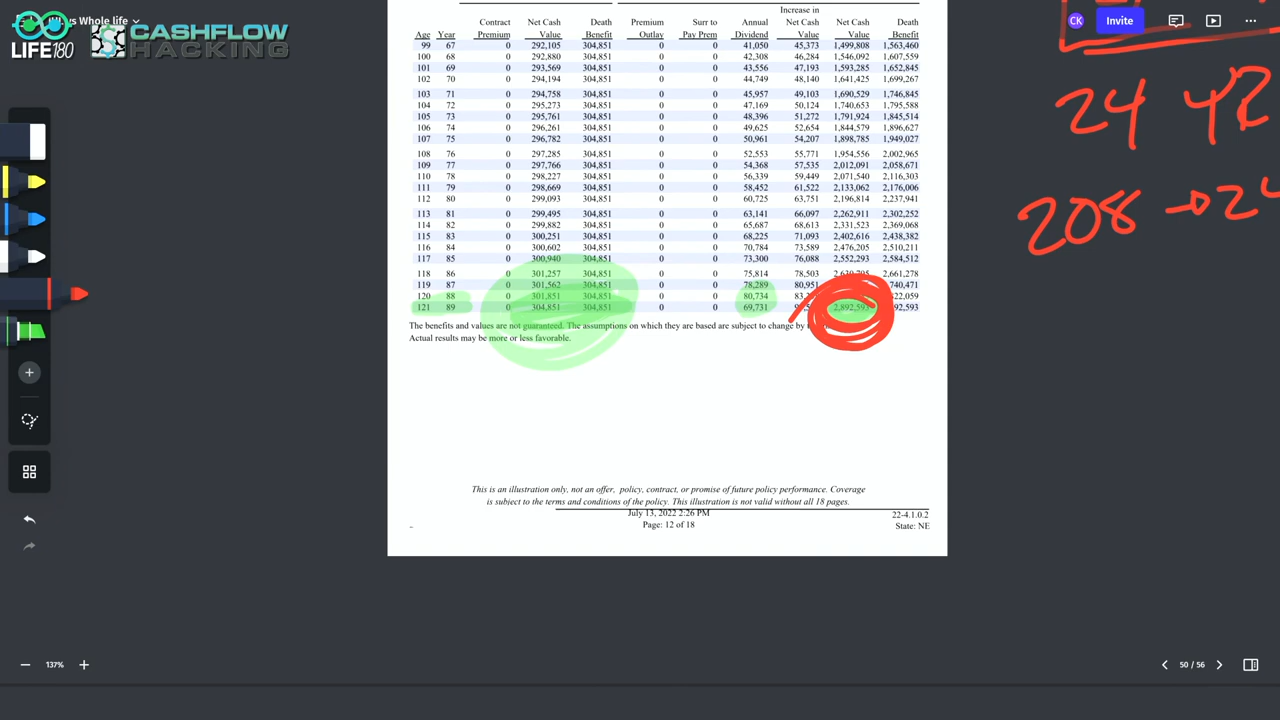 vs Whole life
LIFE180
CASHFLOW
HACKING
CK
Invite
Increase in
Contract Net Cash Death Premium Surr to Annual Net Cash Net Cash Death
Age Year Premium Value Benefit Outlay Pay Prem Dividend Value Value Benefit
99 67 0 292,105 304,851 0 0 41,050 45,373 1,499,808 1,563,460
100 68 0 292,880 304,851 0 0 42,308 46,284 1,546,092 1,607,559
101 69 0 293,569 304,851 0 0 43,556 47,193 1,593,285 1,652,845
102 70 0 294,194 304,851 0 0 44,749 48,140 1,641,425 1,699,267
103 71 0 294,758 304,851 0 0 45,957 49,103 1,690,529 1,746,845
104 72 0 295,273 304,851 0 0 47,169 50,124 1,740,653 1,795,588
105 73 0 295,761 304,851 0 0 48,396 51,272 1,791,924 1,845,514
106 74 0 296,261 304,851 0 0 49,625 52,654 1,844,579 1,896,627
107 75 0 296,782 304,851 0 0 50,961 54,207 1,898,785 1,949,027
108 76 0 297,285 304,851 0 0 52,553 55,771 1,954,556 2,002,965
109 77 0 297,766 304,851 0 0 54,368 57,535 2,012,091 2,058,671
110 78 0 298,227 304,851 0 0 56,339 59,449 2,071,540 2,116,303
111 79 0 298,669 304,851 0 0 58,452 61,522 2,133,062 2,176,006
112 80 0 299,093 304,851 0 0 60,725 63,751 2,196,814 2,237,941
113 81 0 299,495 304,851 0 0 63,141 66,097 2,262,911 2,302,252
114 82 0 299,882 304,851 0 0 65,687 68,613 2,331,523 2,369,068
115 83 0 300,251 304,851 0 0 68,225 71,093 2,402,616 2,438,382
116 84 0 300,602 304,851 0 0 70,784 73,589 2,476,205 2,510,211
117 85 0 300,940 304,851 0 0 73,300 76,088 2,552,293 2,584,512
118 86 0 301,257 304,851 0 0 75,814 78,503 2,661,278
119 87 0 301,562 304,851 0 0 78,289 80,951 740,471
120 88 0 301,851 304,851 0 0 80,734 22,059
121 89 0 304,851 304,851 0 0 69,731 2,892,593 92,593
The benefits and values are not guaranteed. The assumptions on which they are based are subject to change by
Actual results may be more or less favorable.
24 42
208 → 24
This is an illustration only, not an offer, policy, contract, or promise of future policy performance. Coverage
is subject to the terms and conditions of the policy. This illustration is not valid without all 18 pages.
July 13, 2022 2:26 PM
22-4.1.0.2
Page: 12 of 18
State: NE
137%
50 / 56